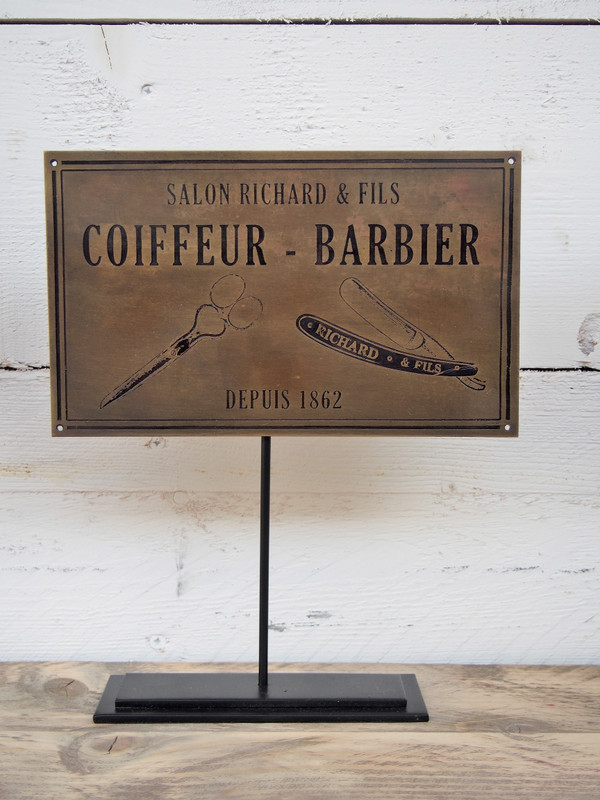 SALON RICHARD & FILS
COIFFEUR - BARBIER
RICHARD & FILS
DEPUIS 1862